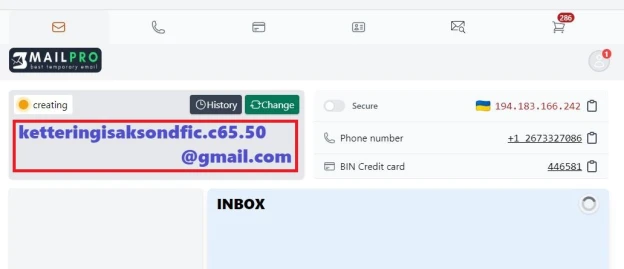 286
MAILPRO
best temporary email
1
creating
History
Change
ketteringisaksondfic.c65.50
@gmail.com
Secure
194.183.166.242
Phone number
+1 2673327086
BIN Credit card
446581
INBOX